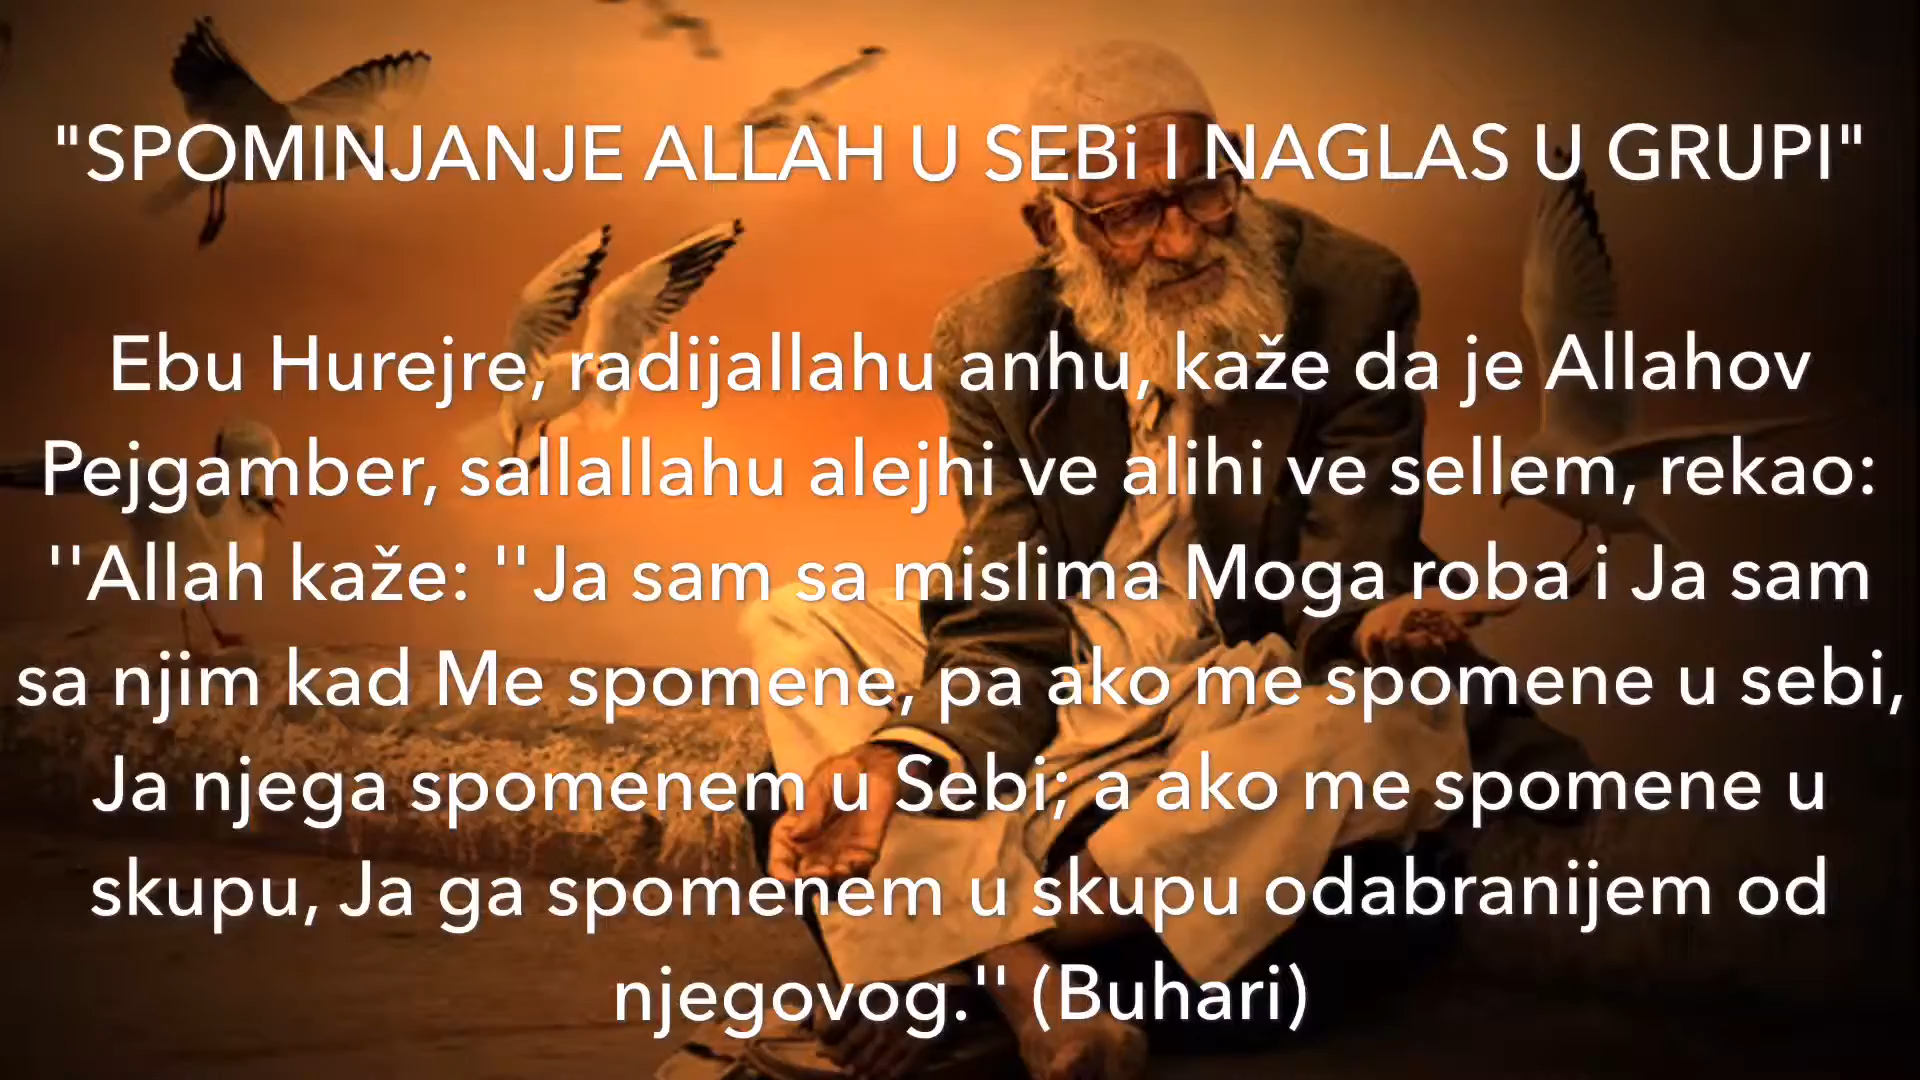 "SPOMINJANJE ALLAH U SEBi I NAGLAS U GRUPI"
Ebu Hurejre, radijallahu anhu, kaže da je Allahov
Pejgamber, sallallahu alejhi ve alihi ve sellem, rekao:
''Allah kaže: ''Ja sam sa mislima Moga roba i Ja sam
sa njim kad Me spomene, pa ako me spomene u sebi,
Ja njega spomenem u Sebi; a ako me spomene u
skupu, Ja ga spomenem u skupu odabranijem od
njegovog.'' (Buhari)